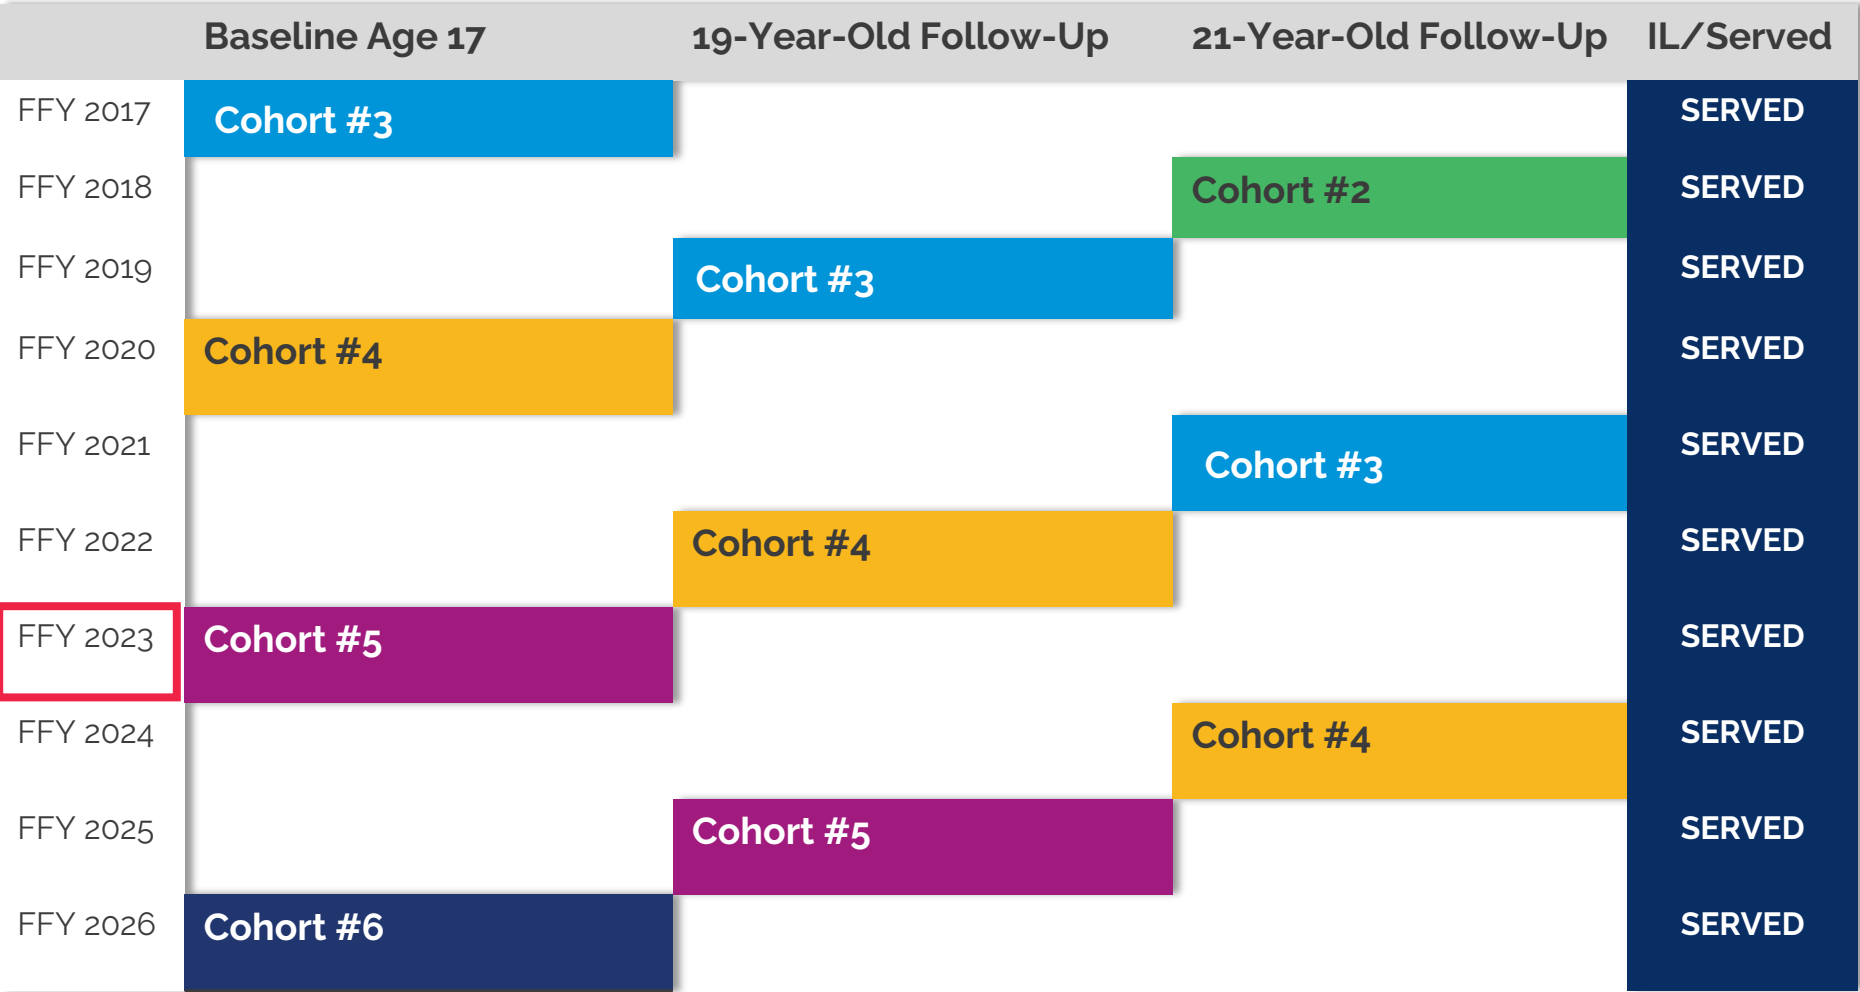 Baseline Age 17 19-Year-Old Follow-Up 21-Year-Old Follow-Up IL/Served
FFY 2017 Cohort #3 SERVED
FFY 2018 Cohort #2 SERVED
FFY 2019 Cohort #3 SERVED
FFY 2020 Cohort #4 SERVED
FFY 2021 Cohort #3 SERVED
FFY 2022 Cohort #4 SERVED
FFY 2023 Cohort #5 SERVED
FFY 2024 Cohort #4 SERVED
FFY 2025 Cohort #5 SERVED
FFY 2026 Cohort #6 SERVED